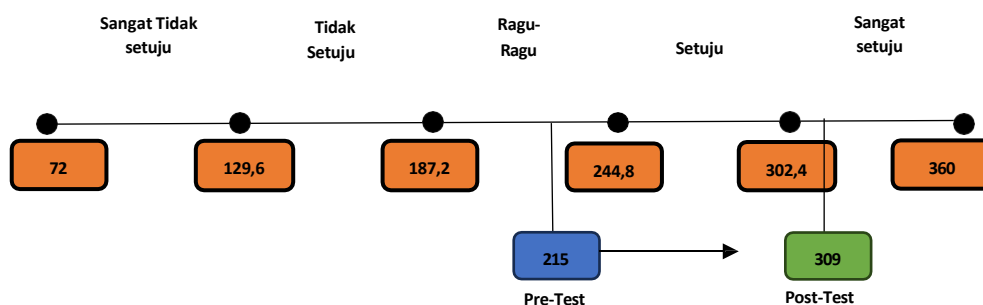 Sangat Tidak
setuju
Tidak
Setuju
Ragu-
Ragu
Setuju
Sangat
setuju
72
129,6
187,2
244,8
302,4
360
215
309
Pre-Test
Post-Test